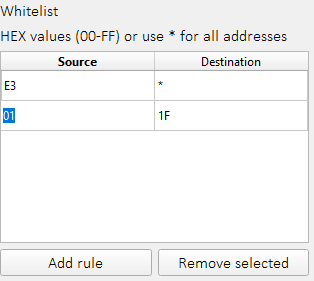 Whitelist
HEX values (00-FF) or use * for all addresses
Source Destination
E3 *
01 1F
Add rule Remove selected